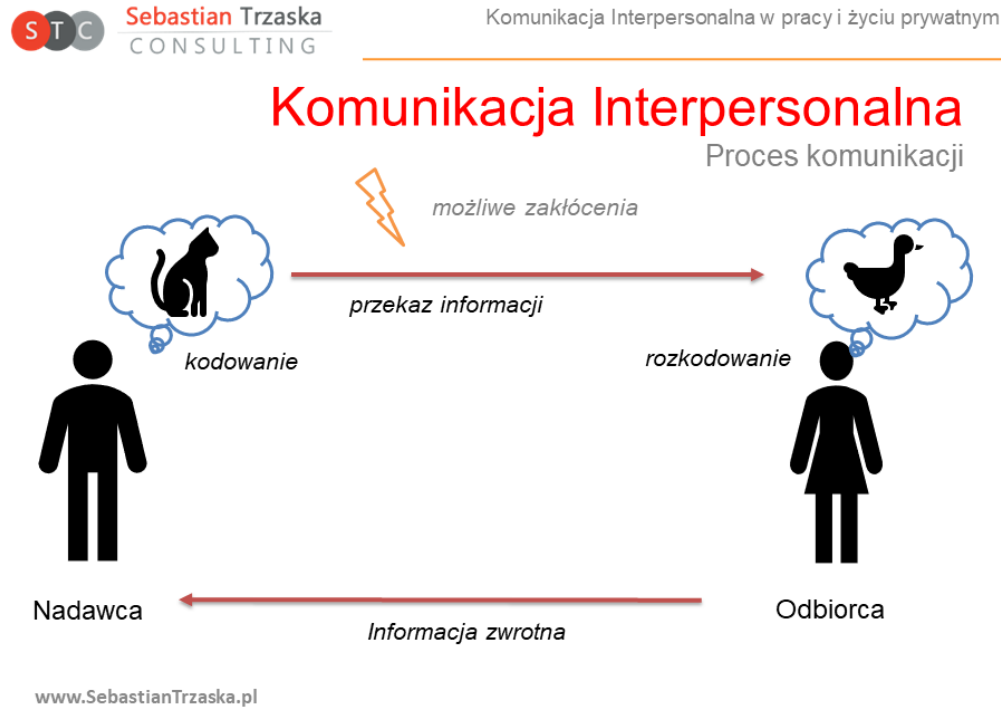 STC
Sebastian Trzaska
CONSULTING
Komunikacja Interpersonalna w pracy i życiu prywatnym
Komunikacja Interpersonalna
Proces komunikacji
możliwe zakłócenia
przekaz informacji
kodowanie
rozkodowanie
Nadawca
Odbiorca
Informacja zwrotna
www.SebastianTrzaska.pl